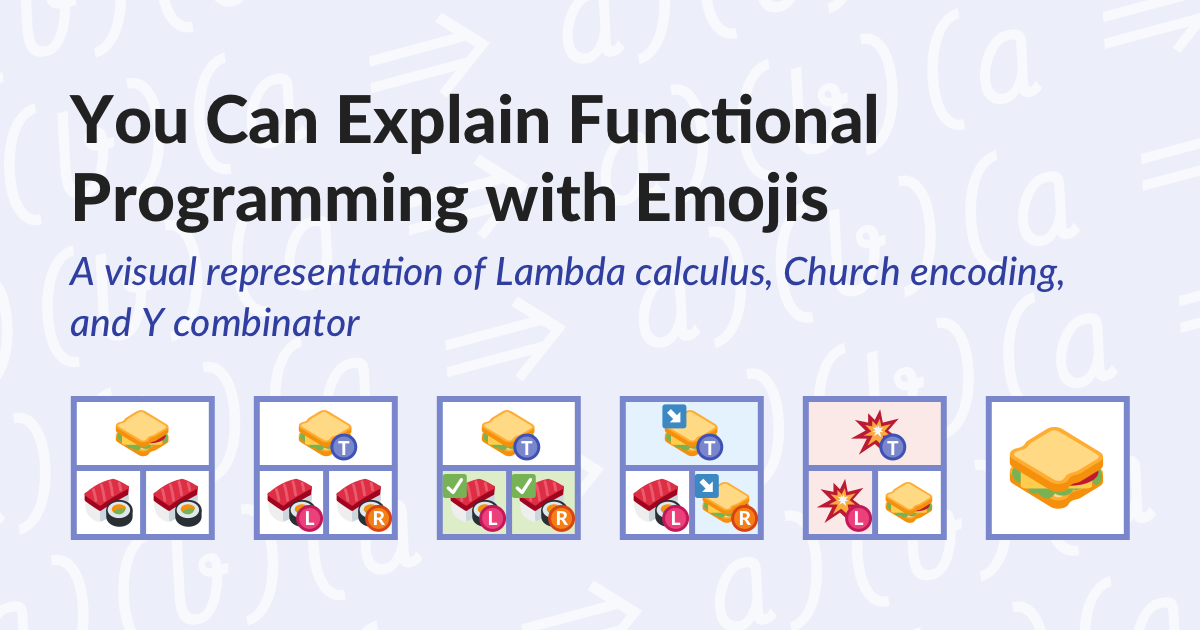 You Can Explain Functional
Programming with Emojis
A visual representation of Lambda calculus, Church encoding,
and Y combinator
T T T T
L R L R L R L